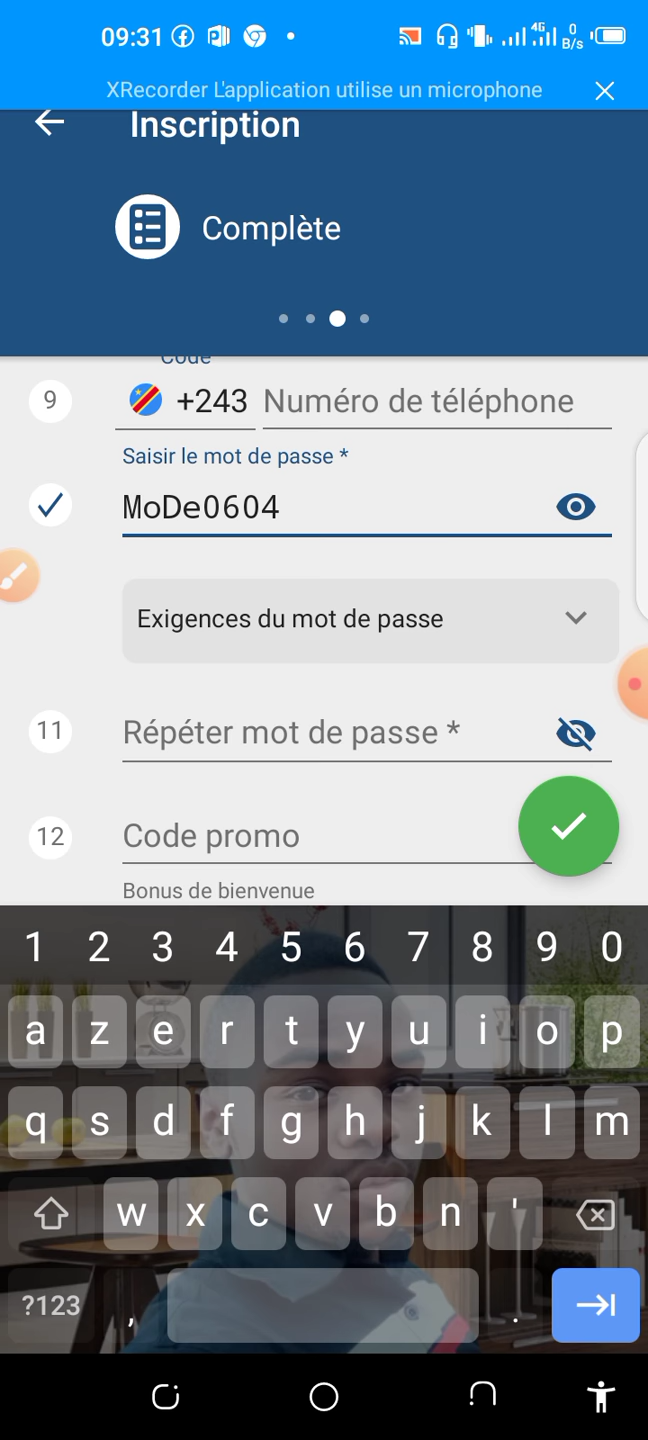 09:31
4G
0 B/s
XRecorder L'application utilise un microphone
Inscription
Complète
Code
9 +243 Numéro de téléphone
Saisir le mot de passe *
MoDe0604
Exigences du mot de passe
11 Répéter mot de passe *
12 Code promo
Bonus de bienvenue
1 2 3 4 5 6 7 8 9 0
a z e r t y u i o p
q s d f g h j k l m
w x c v b n '
?123 , .